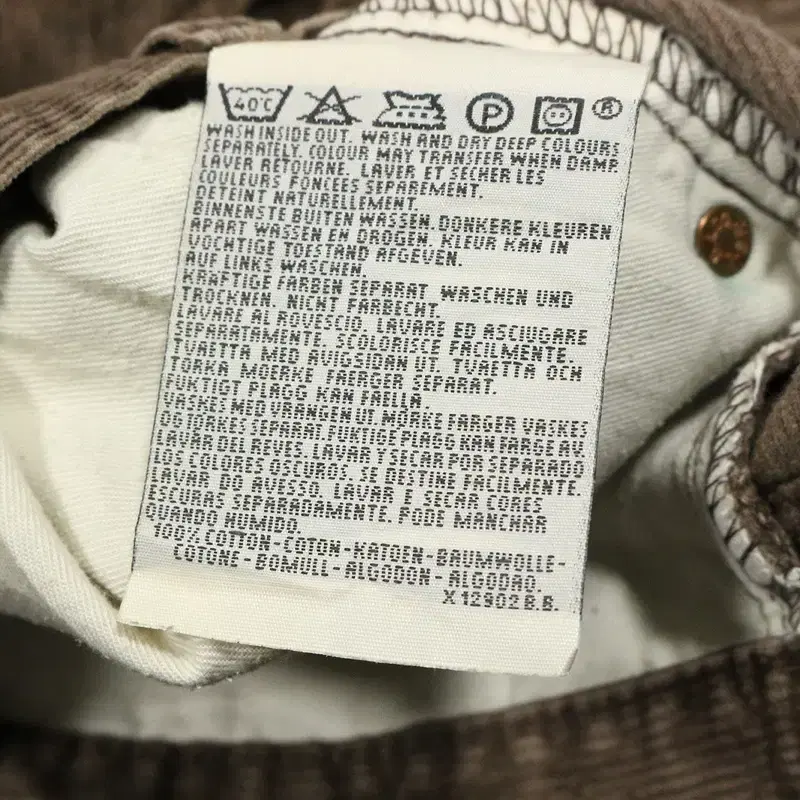 40°C P ®
WASH INSIDE OUT. WASH AND DRY DEEP COLOURS
SEPARATELY. COLOUR MAY TRANSFER WHEN DAMP.
LAVER RETOURNE. LAVER ET SECHER LES
COULEURS FONCEES SEPAREMENT.
DETEINT NATURELLEMENT.
BINNENSTE BUITEN WASSEN. DONKERE KLEUREN
APART WASSEN EN DROGEN. KLEUR KAN IN
VOCHTIGE TOESTAND AFGEVEN.
AUF LINKS WASCHEN.
KRAFTIGE FARBEN SEPARAT WASCHEN UND
TROCKNEN. NICHT FARBECHT.
LAVARE AL ROVESCIO. LAVARE ED ASCIUGARE
SEPARATAMENTE. SCOLORISCE FACILMENTE.
TVAETTA MED AVIGSIDAN UT. TVAETTA OCH
TORKA MOERKE FAERGER SEPARAT.
FUKTIGT PLAGG KAN FAELLA.
VASKES MED VRANGEN UT MORKE FARGER VASKES
OG TORKES SEPARAT. FUKTIGE PLAGG KAN FARGE AV.
LAVAR DEL REVES. LAVAR Y SECAR POR SEPARADO
LOS COLORES OSCUROS. SE DESTINE FACILMENTE.
LAVAR DO AVESSO. LAVAR E SECAR CORES
ESCURAS SEPARADAMENTE. PODE MANCHAR
QUANDO HUMIDO.
100% COTTON-COTON-KATOEN-BAUMWOLLE-
COTONE-BOMULL-ALGODON-ALGODAO.
X 12902 R.B.